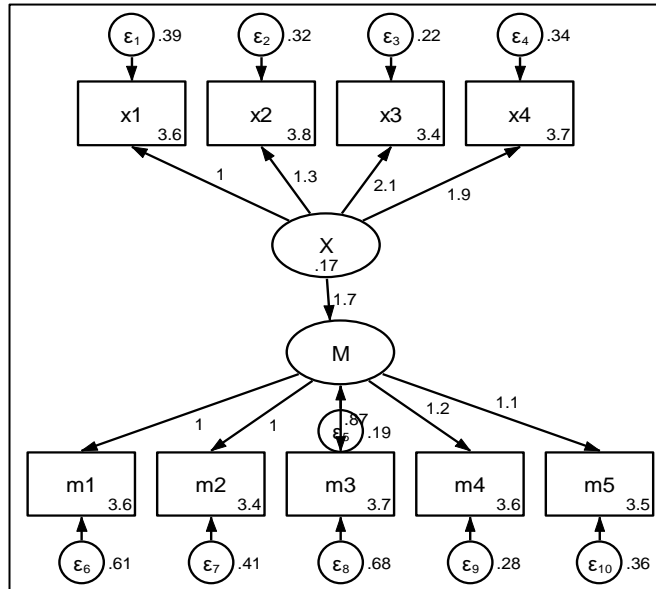 ε1 .39 ε2 .32 ε3 .22 ε4 .34
x1 x2 x3 x4
3.6 3.8 3.4 3.7
1 1.3 2.1 1.9
X
.17
1.7
M
1 1 .87 1.2 1.1
ε5 .19
m1 m2 m3 m4 m5
3.6 3.4 3.7 3.6 3.5
ε6 .61 ε7 .41 ε8 .68 ε9 .28 ε10 .36